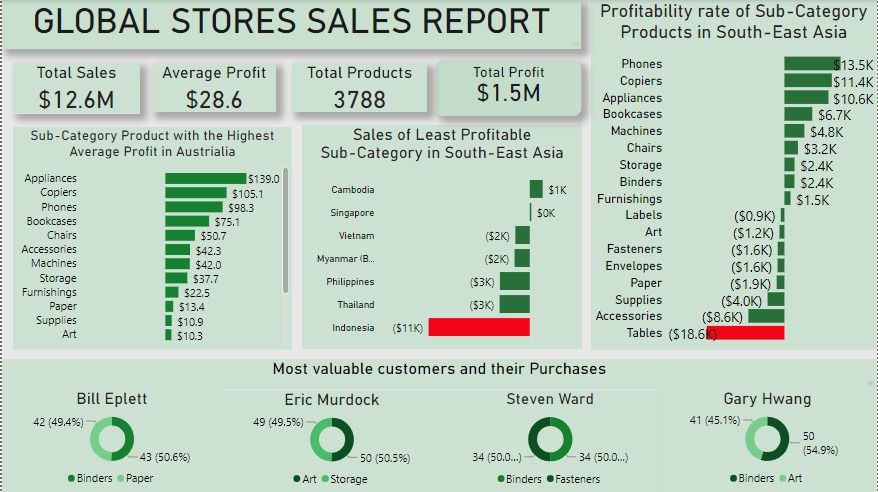 GLOBAL STORES SALES REPORT
Total Sales
$12.6M
Average Profit
$28.6
Total Products
3788
Total Profit
$1.5M
Sub-Category Product with the Highest
Average Profit in Austrialia
Appliances $139.0
Copiers $105.1
Phones $98.3
Bookcases $75.1
Chairs $50.7
Accessories $42.3
Machines $42.0
Storage $37.7
Furnishings $22.5
Paper $13.4
Supplies $10.9
Art $10.3
Sales of Least Profitable
Sub-Category in South-East Asia
Cambodia $1K
Singapore $0K
Vietnam ($2K)
Myanmar (B... ($2K)
Philippines ($3K)
Thailand ($3K)
Indonesia ($11K)
Profitability rate of Sub-Category
Products in South-East Asia
Phones $13.5K
Copiers $11.4K
Appliances $10.6K
Bookcases $6.7K
Machines $4.8K
Chairs $3.2K
Storage $2.4K
Binders $2.4K
Furnishings $1.5K
Labels ($0.9K)
Art ($1.2K)
Fasteners ($1.6K)
Envelopes ($1.6K)
Paper ($1.9K)
Supplies ($4.0K)
Accessories ($8.6K)
Tables ($18.6K)
Most valuable customers and their Purchases
Bill Eplett
42 (49.4%)
43 (50.6%)
Binders Paper
Eric Murdock
49 (49.5%)
50 (50.5%)
Art Storage
Steven Ward
34 (50.0...) 34 (50.0...)
Binders Fasteners
Gary Hwang
41 (45.1%)
50
(54.9%)
Binders Art